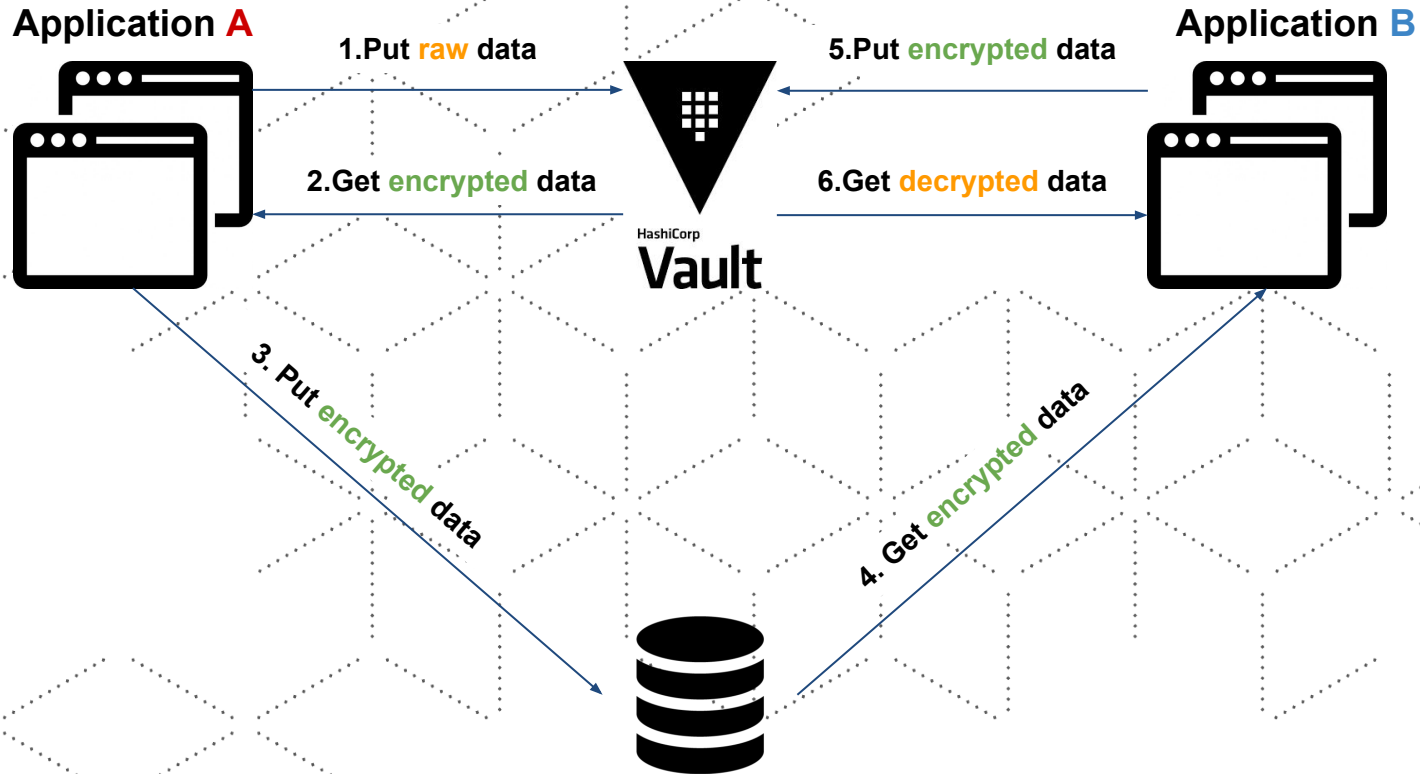 Application A
Application B
1.Put raw data
5.Put encrypted data
2.Get encrypted data
6.Get decrypted data
HashiCorp
Vault
3. Put encrypted data
4. Get encrypted data